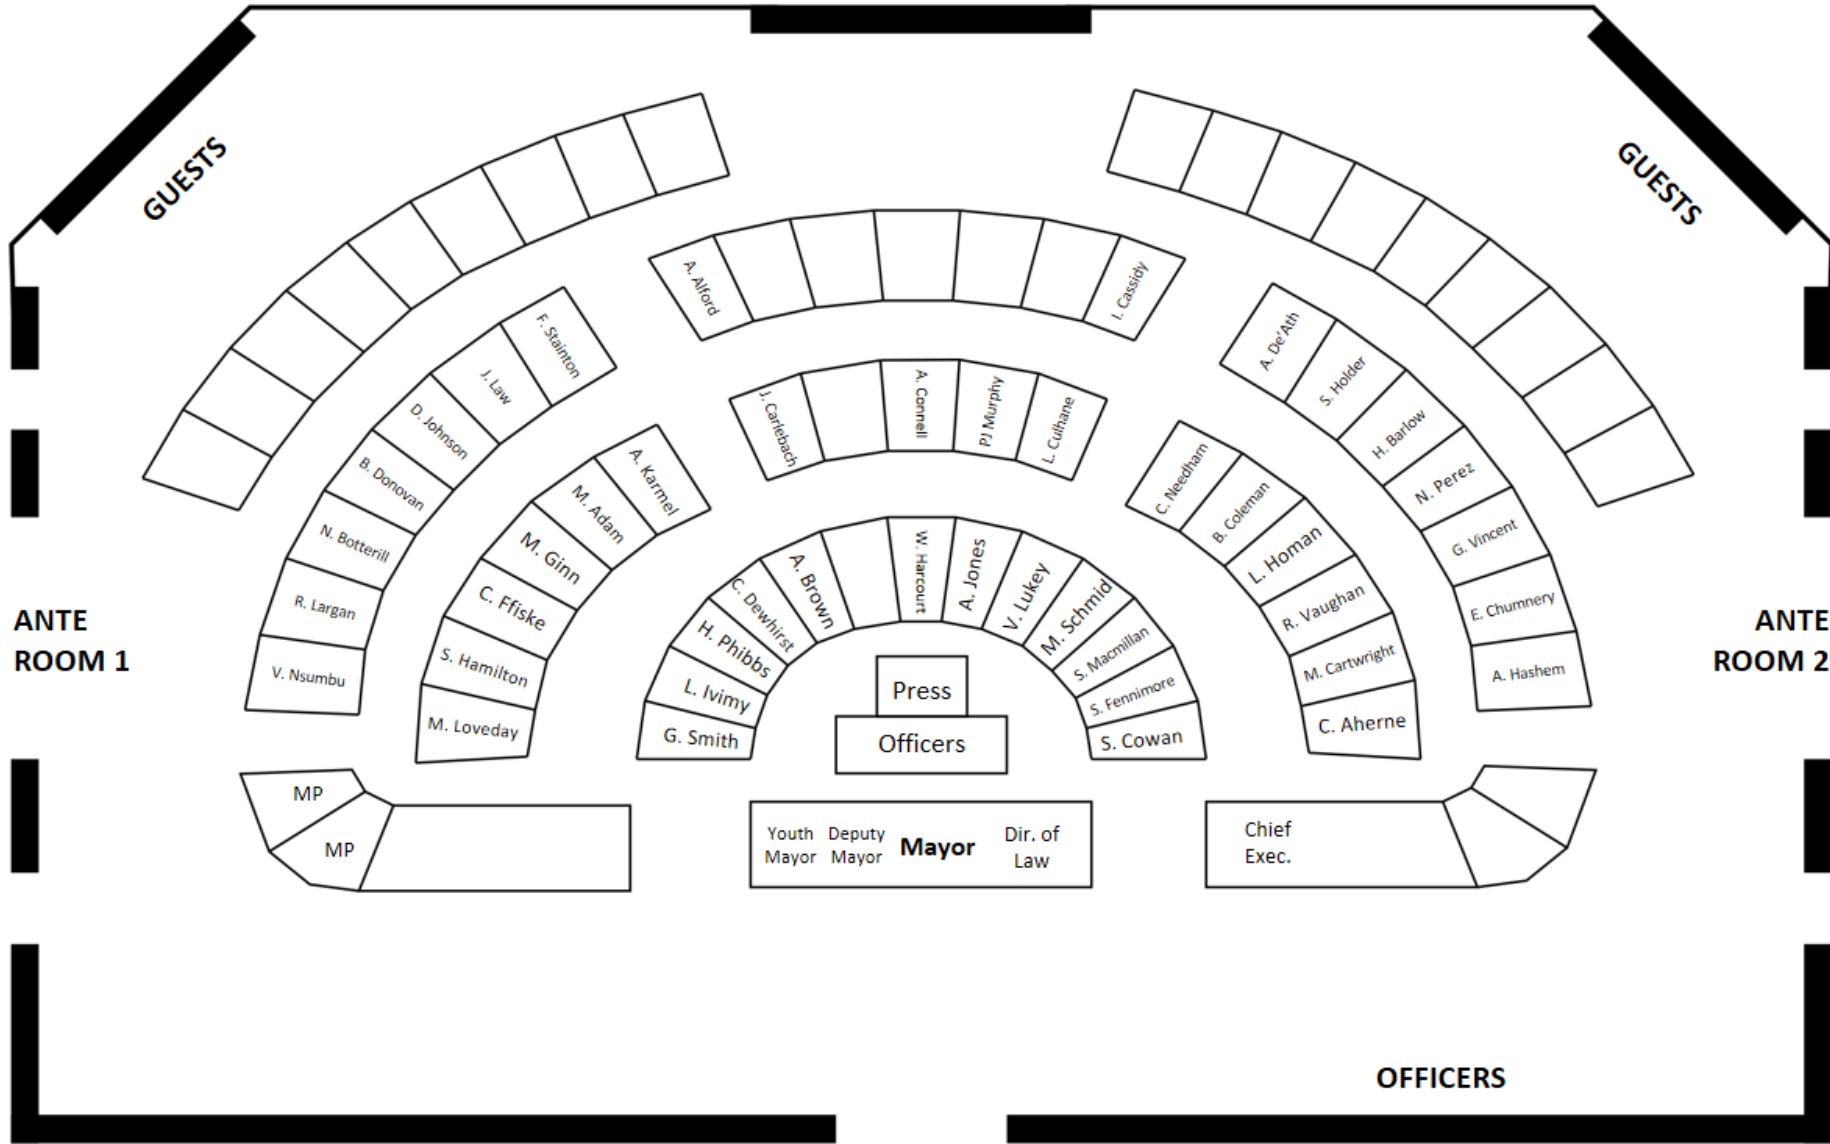 GUESTS
GUESTS
A. Alford
I. Cassidy
F. Stainton
J. Law
D. Johnson
B. Donovan
N. Botterill
R. Largan
V. Nsumbu
A. De'Ath
S. Holder
H. Barlow
N. Perez
G. Vincent
E. Chumnery
A. Hashem
J. Carlebach
A. Connell
PJ Murphy
L. Culhane
A. Karmel
M. Adam
M. Ginn
C. Ffiske
S. Hamilton
M. Loveday
C. Needham
B. Coleman
L. Homan
R. Vaughan
M. Cartwright
C. Aherne
G. Smith
L. Ivimy
H. Phibbs
C. Dewhirst
A. Brown
W. Harcourt
A. Jones
V. Lukey
M. Schmid
S. Macmillan
S. Fennimore
S. Cowan
ANTE
ROOM 1
ANTE
ROOM 2
Press
Officers
MP
MP
Youth
Mayor
Deputy
Mayor
Mayor
Dir. of
Law
Chief
Exec.
OFFICERS